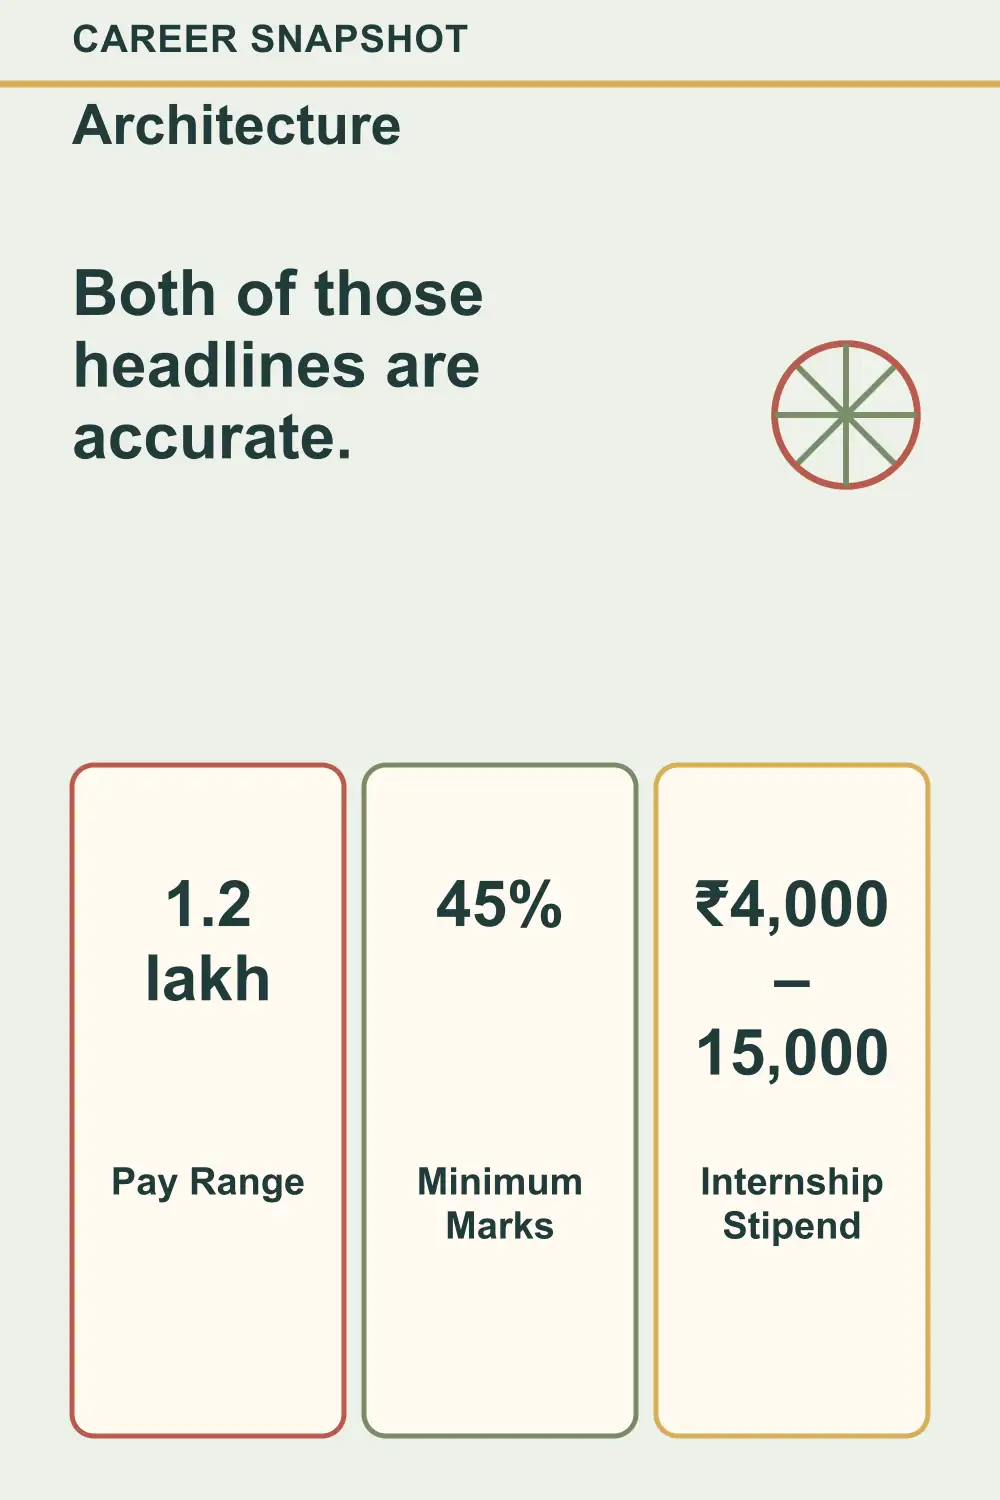 CAREER SNAPSHOT
Architecture
Both of those
headlines are
accurate.
1.2
lakh
Pay Range
45%
Minimum
Marks
₹4,000
–
15,000
Internship
Stipend